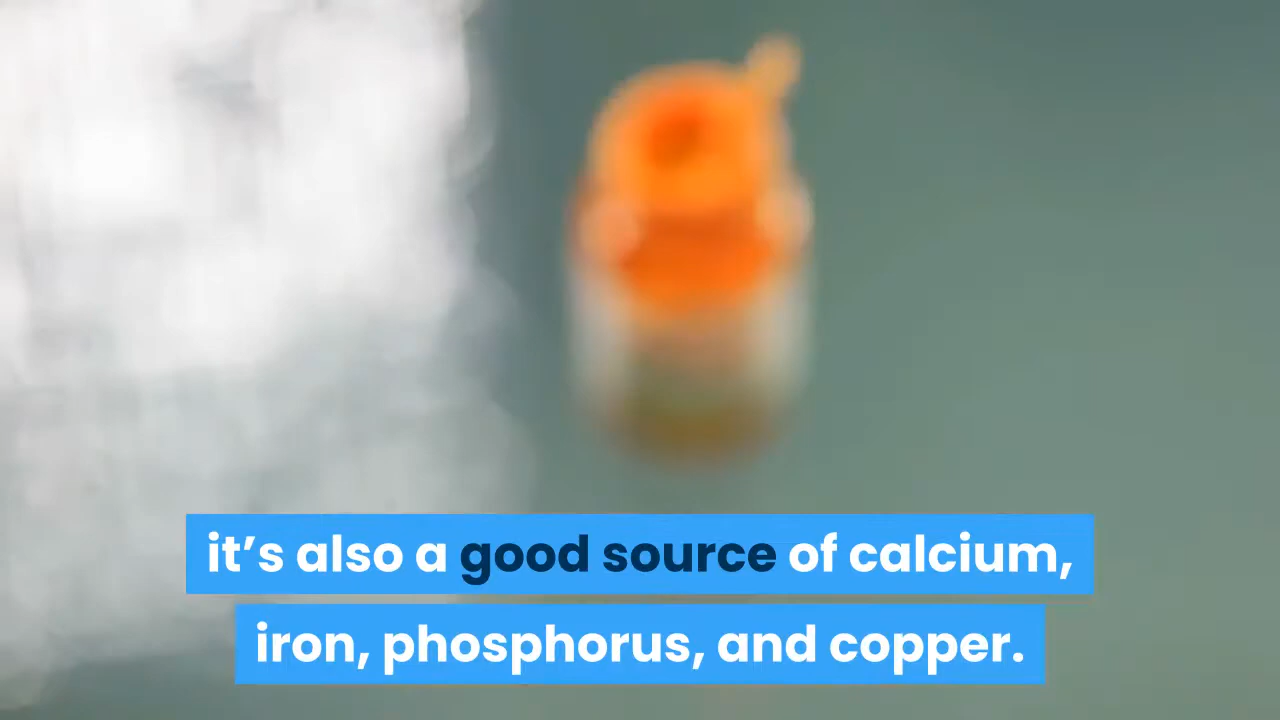 it’s also a good source of calcium,
iron, phosphorus, and copper.